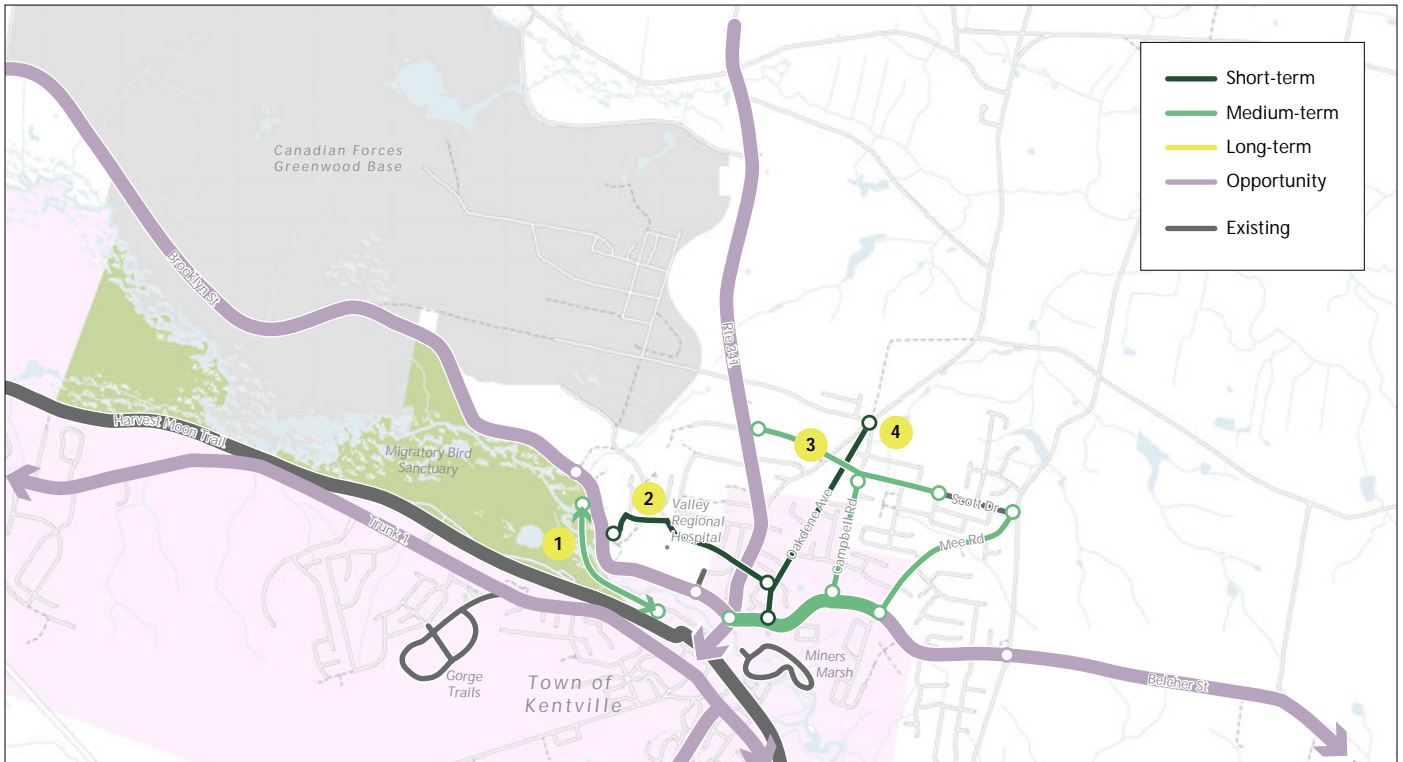 Short-term
Medium-term
Long-term
Opportunity
Existing
Canadian Forces
Greenwood Base
Brooklyn St
Rte 341
Harvest Moon Trail
Migratory Bird
Sanctuary
Trunk 1
1
2
Valley
Regional
Hospital
3
4
Oakdene Ave
Campbell Rd
Scott Dr
Mee Rd
Gorge
Trails
Town of
Kentville
Miners
Marsh
Belcher St